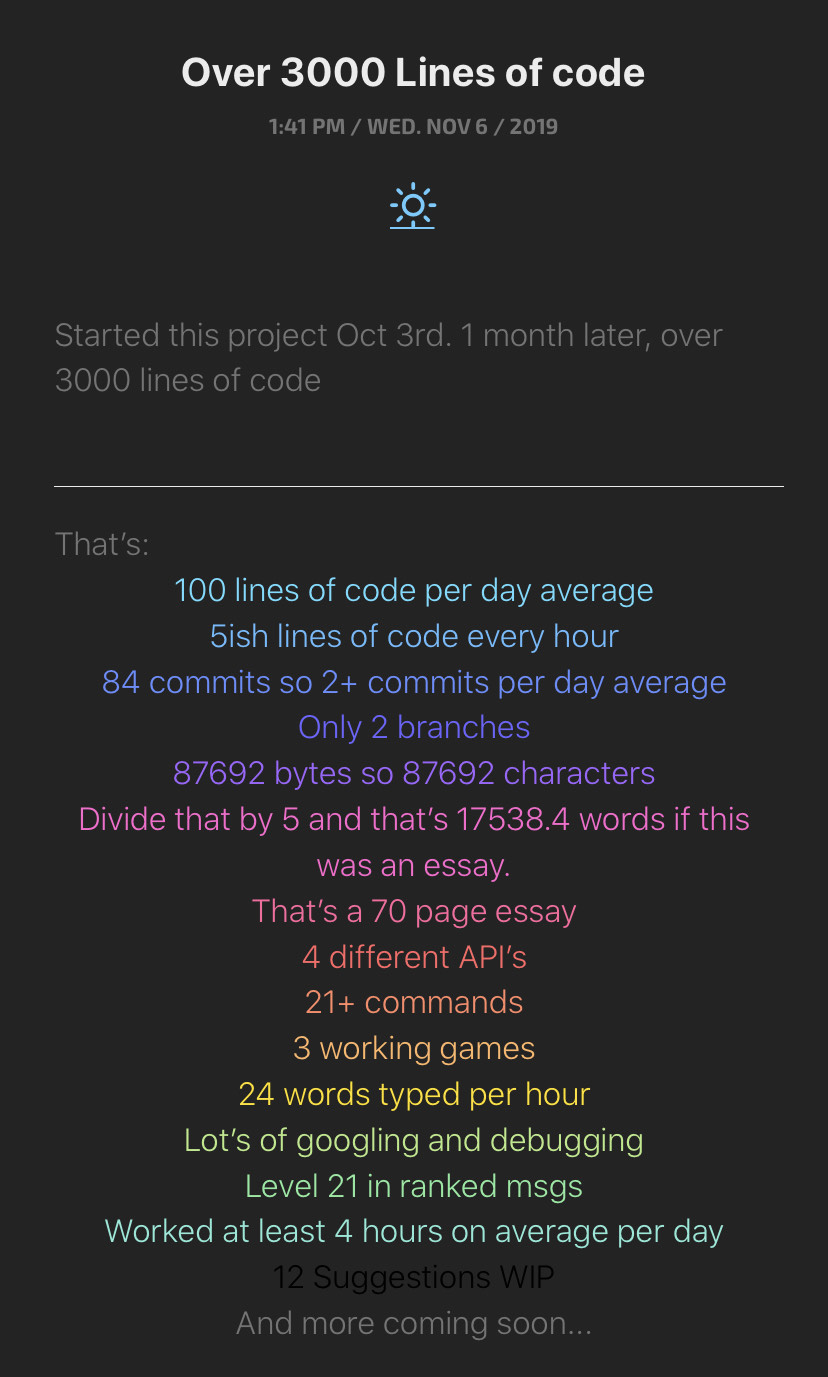 Over 3000 Lines of code
1:41 PM / WED. NOV 6 / 2019
Started this project Oct 3rd. 1 month later, over
3000 lines of code
That's:
100 lines of code per day average
5ish lines of code every hour
84 commits so 2+ commits per day average
Only 2 branches
87692 bytes so 87692 characters
Divide that by 5 and that's 17538.4 words if this
was an essay.
That's a 70 page essay
4 different API's
21+ commands
3 working games
24 words typed per hour
Lot's of googling and debugging
Level 21 in ranked msgs
Worked at least 4 hours on average per day
12 Suggestions WIP
And more coming soon...